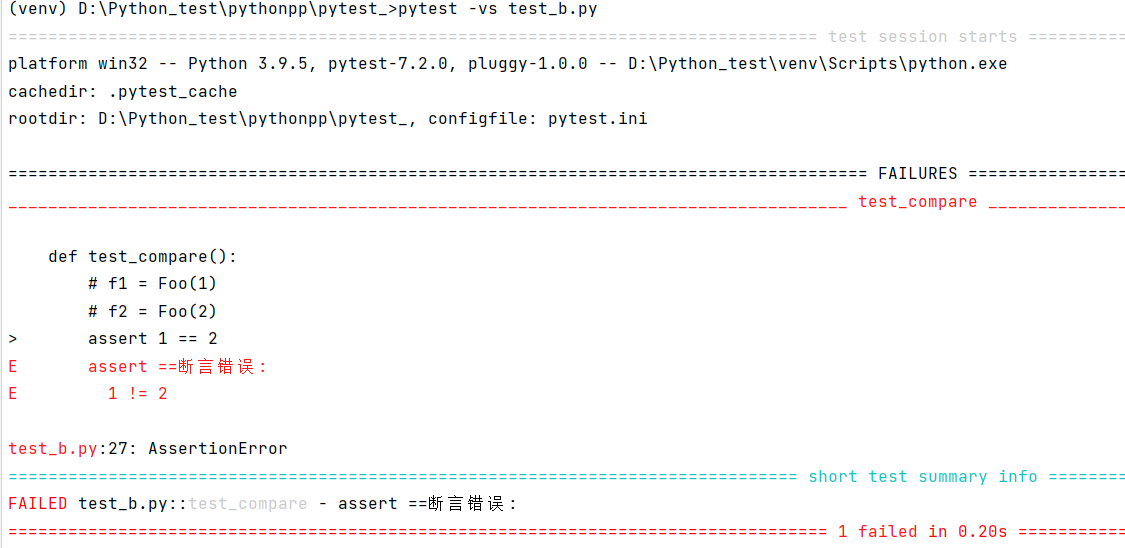 (venv) D:\Python_test\pythonpp\pytest_>pytest -vs test_b.py
================================================================================= test session starts ==========
platform win32 -- Python 3.9.5, pytest-7.2.0, pluggy-1.0.0 -- D:\Python_test\venv\Scripts\python.exe
cachedir: .pytest_cache
rootdir: D:\Python_test\pythonpp\pytest_, configfile: pytest.ini
====================================================================================== FAILURES ================
____________________________________________________________________________________ test_compare ______________
def test_compare():
# f1 = Foo(1)
# f2 = Foo(2)
> assert 1 == 2
E assert ==断言错误：
E 1 != 2
test_b.py:27: AssertionError
=============================================================================== short test summary info ========
FAILED test_b.py::test_compare - assert ==断言错误：
================================================================================== 1 failed in 0.20s ===========